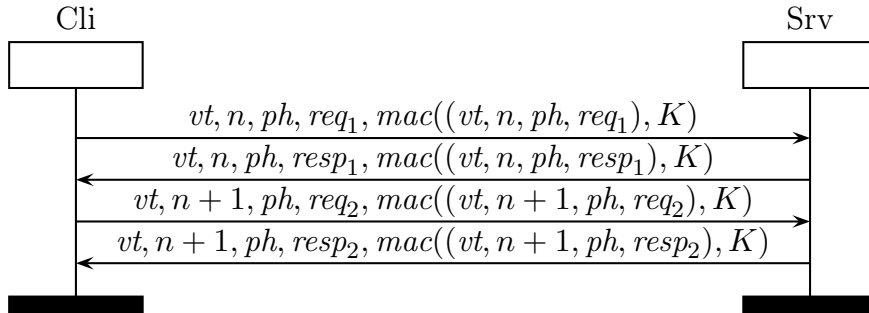 Cli Srv
vt, n, ph, req₁, mac((vt, n, ph, req₁), K)
vt, n, ph, resp₁, mac((vt, n, ph, resp₁), K)
vt, n + 1, ph, req₂, mac((vt, n + 1, ph, req₂), K)
vt, n + 1, ph, resp₂, mac((vt, n + 1, ph, resp₂), K)